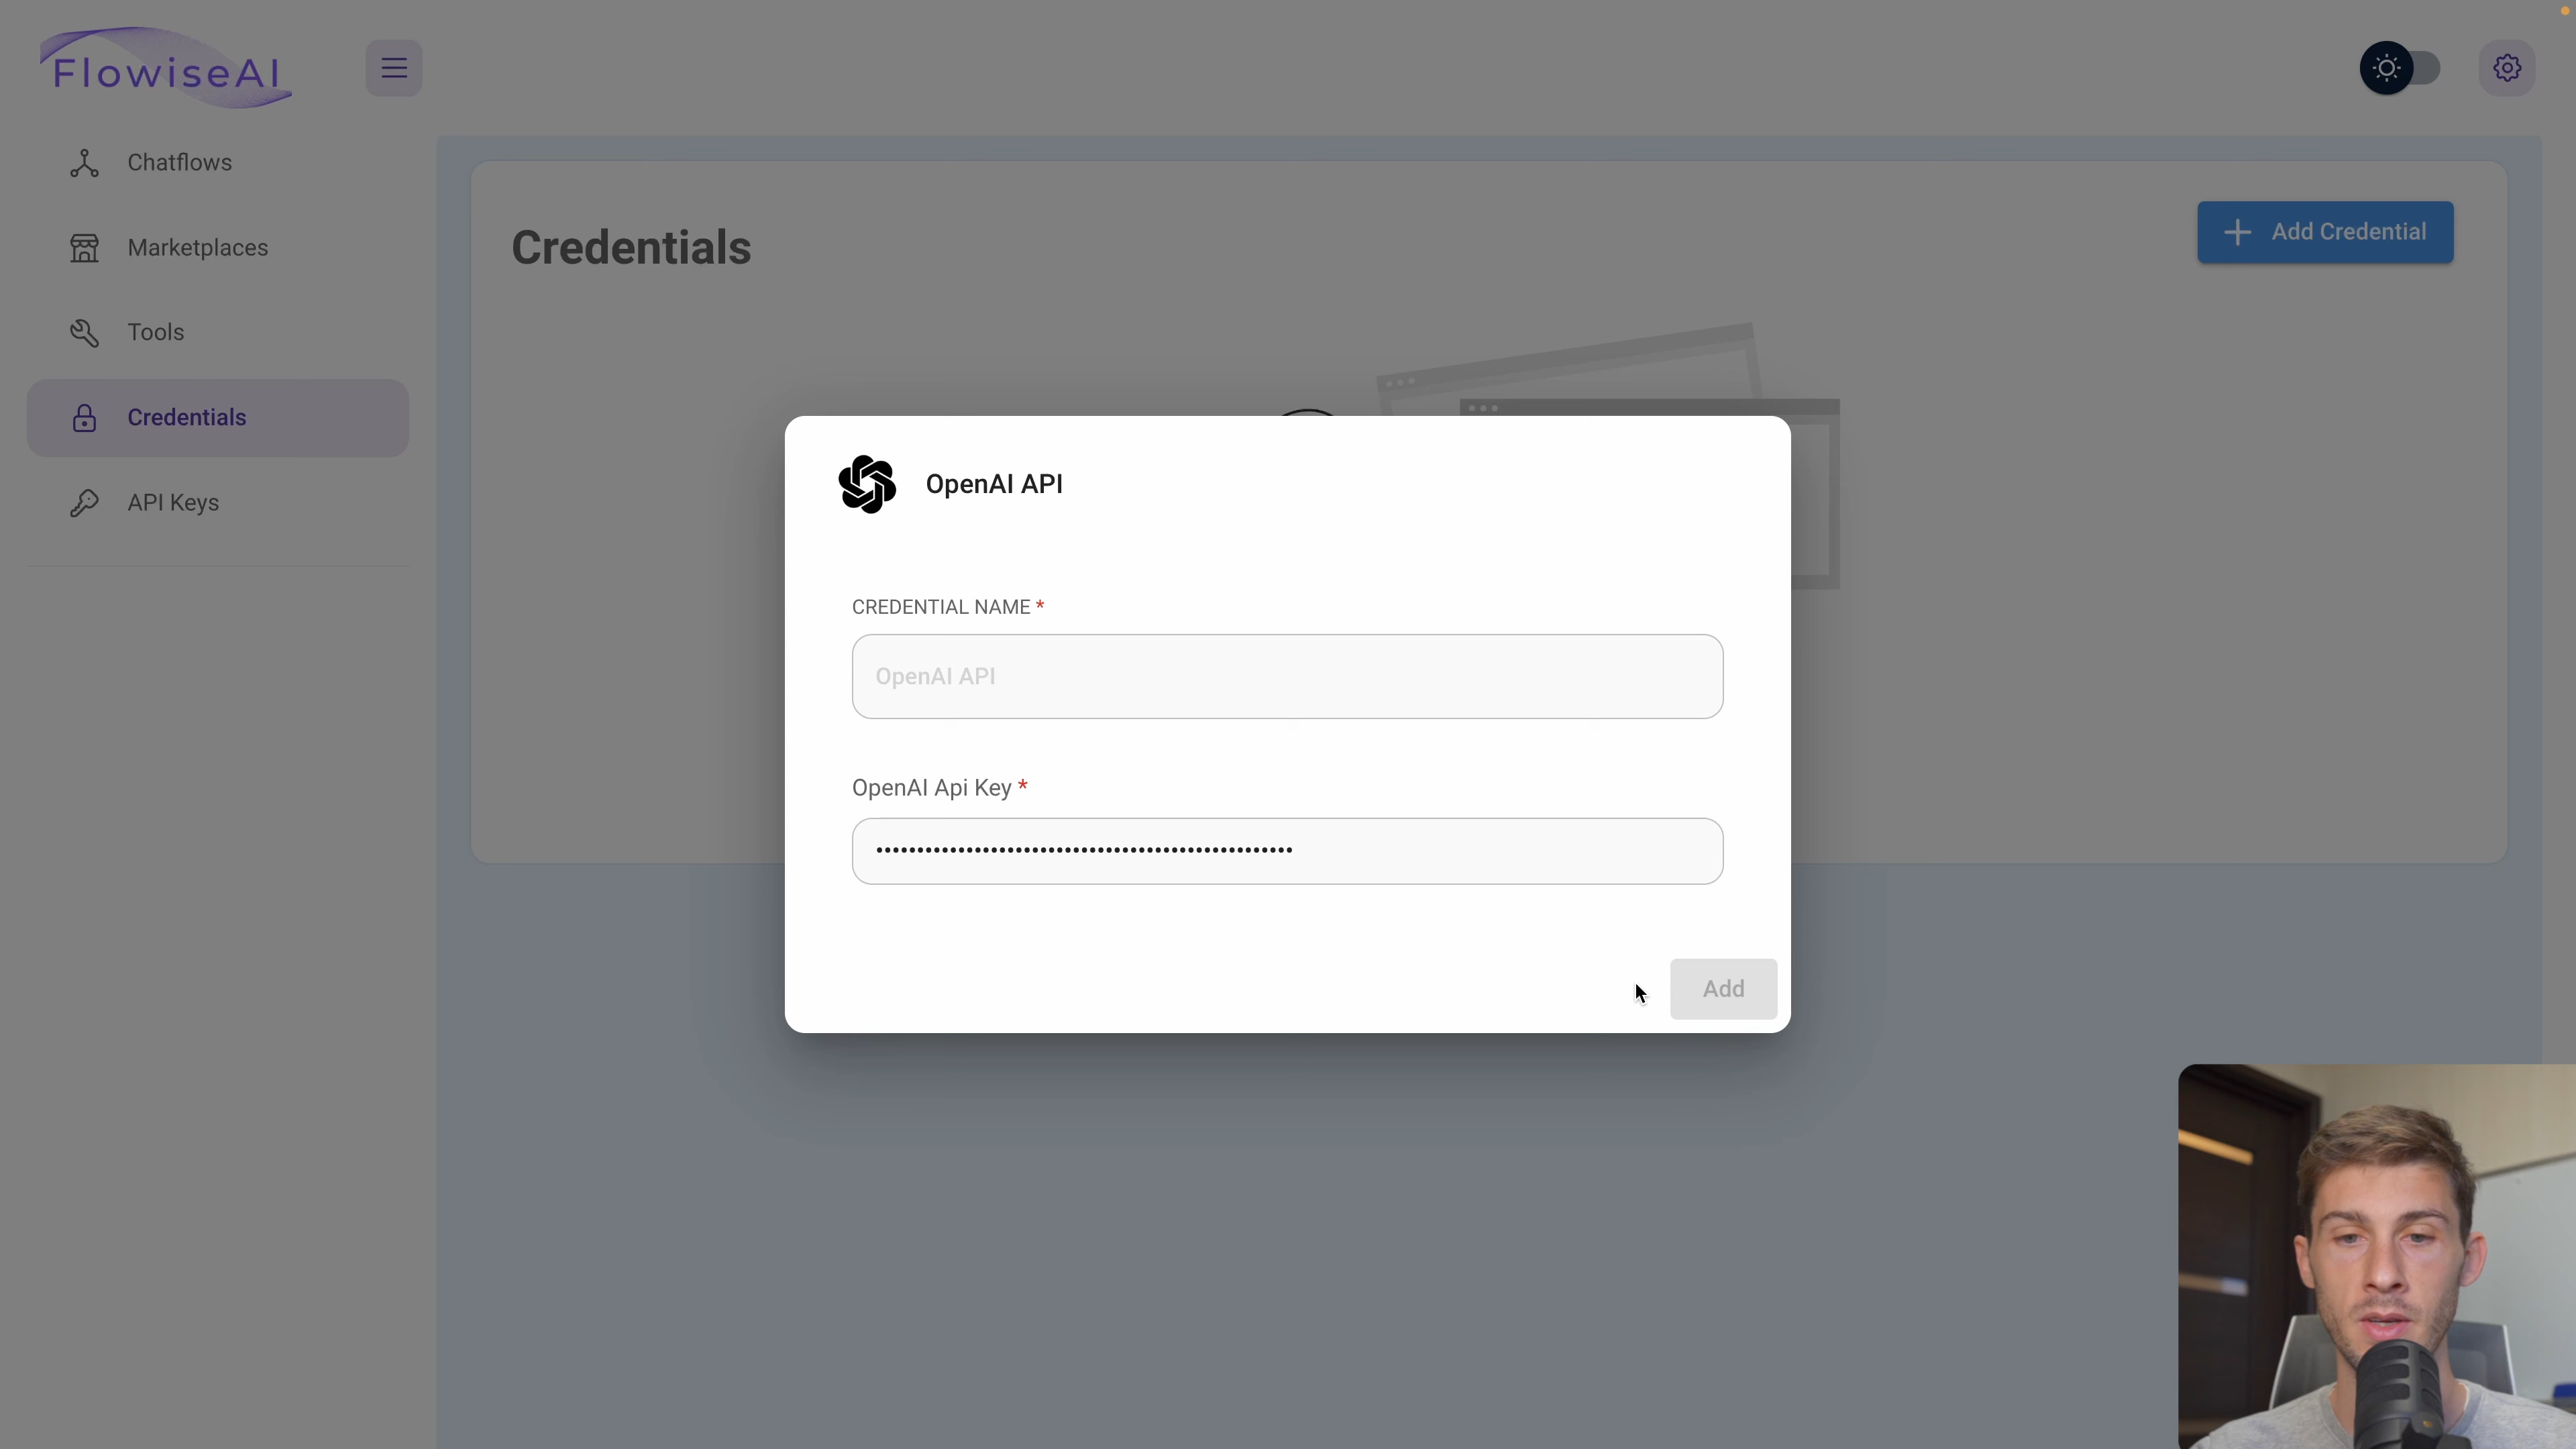 FlowiseAI
Chatflows
Marketplaces
Tools
Credentials
API Keys
Credentials
Add Credential
OpenAI API
CREDENTIAL NAME *
OpenAI API
OpenAI Api Key *
•••••••••••••••••••••••••••••••••••••••••••••••••••
Add